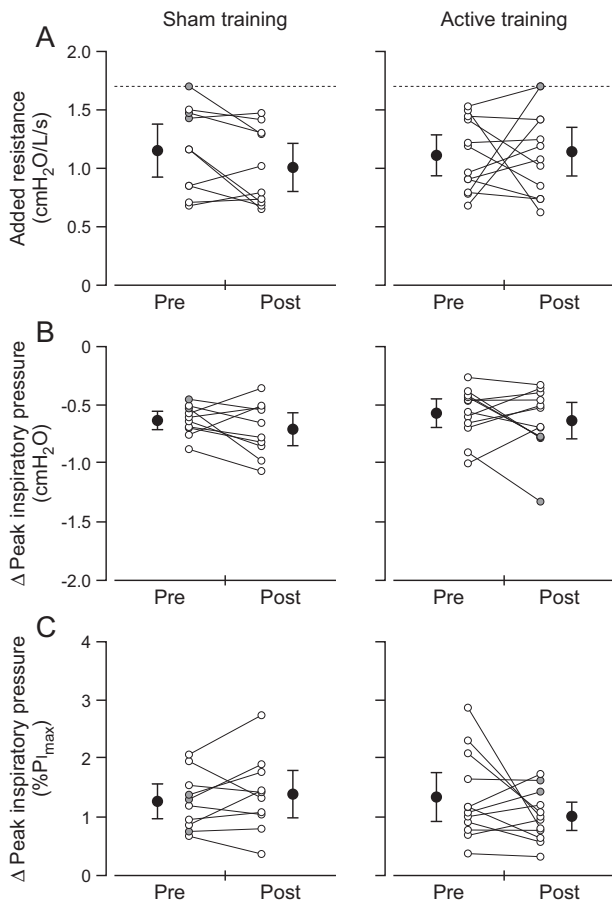 Sham training Active training
A
Added resistance
(cmH2O/L/s)
2.0
1.5
1.0
0.5
0
Pre Post Pre Post
B
Δ Peak inspiratory pressure
(cmH2O)
0
-0.5
-1.0
-1.5
-2.0
Pre Post Pre Post
C
Δ Peak inspiratory pressure
(%PImax)
4
3
2
1
0
Pre Post Pre Post